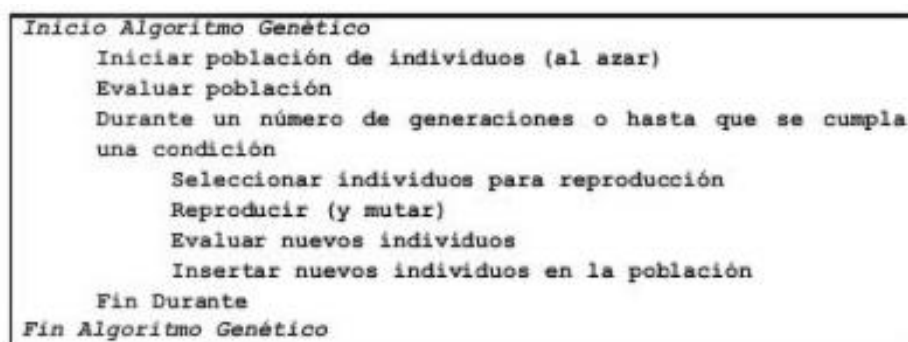 Inicio Algoritmo Genético
Iniciar población de individuos (al azar)
Evaluar población
Durante un número de generaciones o hasta que se cumpla
una condición
Seleccionar individuos para reproducción
Reproducir (y mutar)
Evaluar nuevos individuos
Insertar nuevos individuos en la población
Fin Durante
Fin Algoritmo Genético